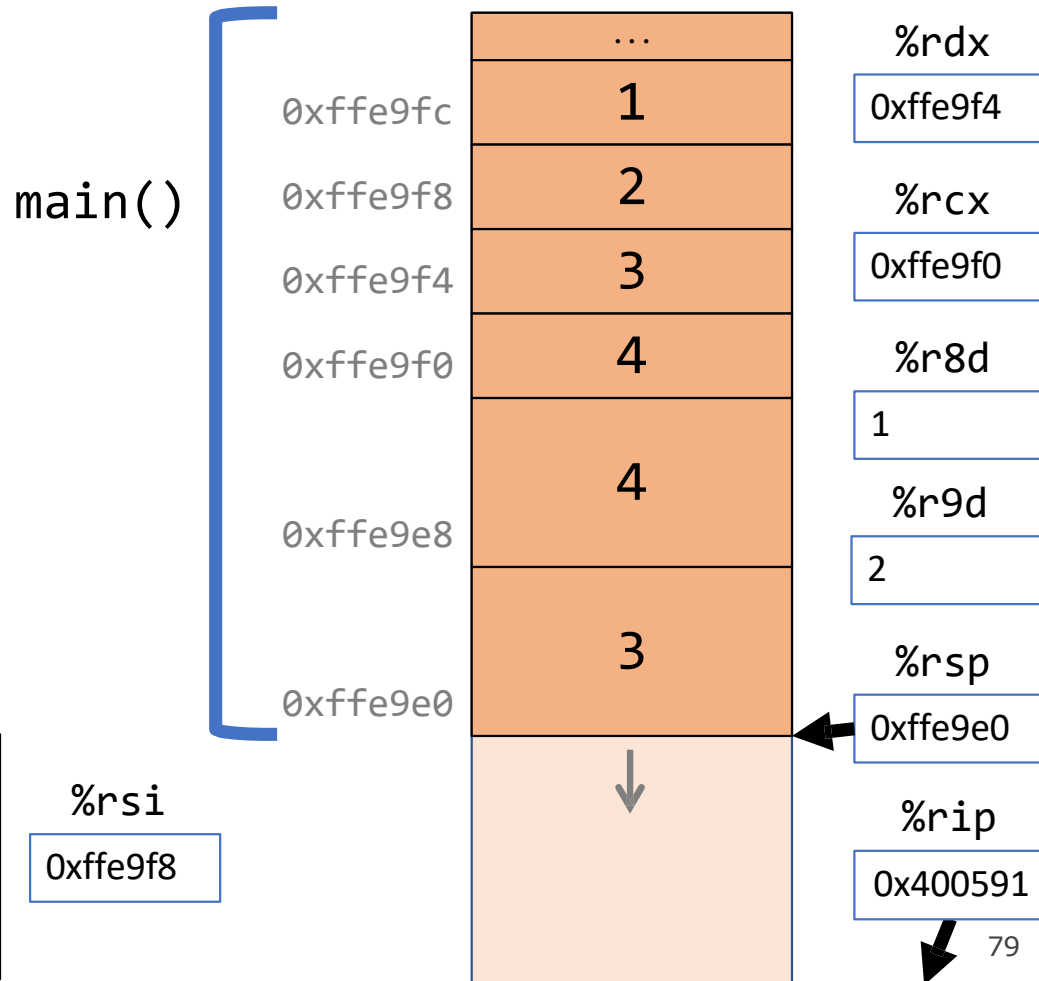 main()
0xffe9fc
0xffe9f8
0xffe9f4
0xffe9f0
0xffe9e8
0xffe9e0
...
1
2
3
4
4
3
%rdx
0xffe9f4
%rcx
0xffe9f0
%r8d
1
%r9d
2
%rsp
0xffe9e0
%rsi
0xffe9f8
%rip
0x400591
79